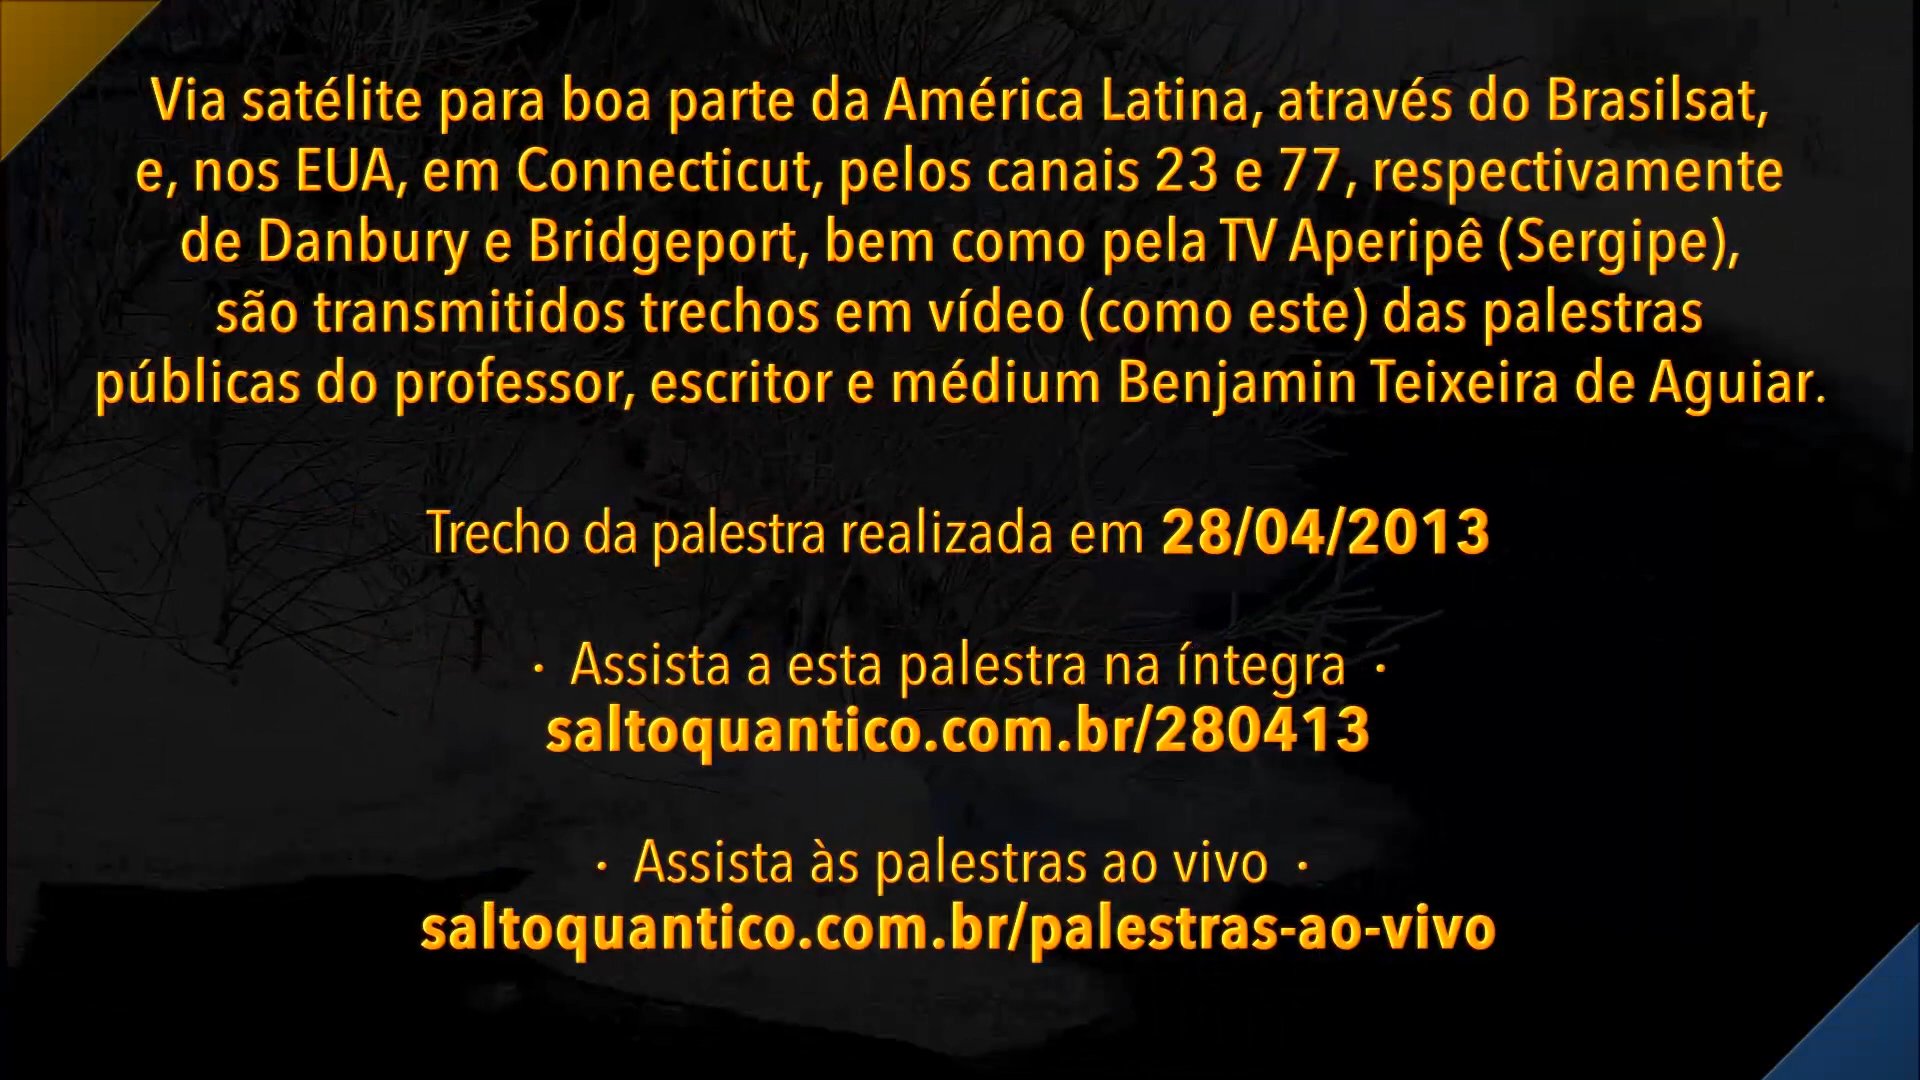 Via satélite para boa parte da América Latina, através do Brasilsat,
e, nos EUA, em Connecticut, pelos canais 23 e 77, respectivamente
de Danbury e Bridgeport, bem como pela TV Aperipê (Sergipe),
são transmitidos trechos em vídeo (como este) das palestras
públicas do professor, escritor e médium Benjamin Teixeira de Aguiar.
Trecho da palestra realizada em 28/04/2013
· Assista a esta palestra na íntegra ·
saltoquantico.com.br/280413
· Assista às palestras ao vivo ·
saltoquantico.com.br/palestras-ao-vivo